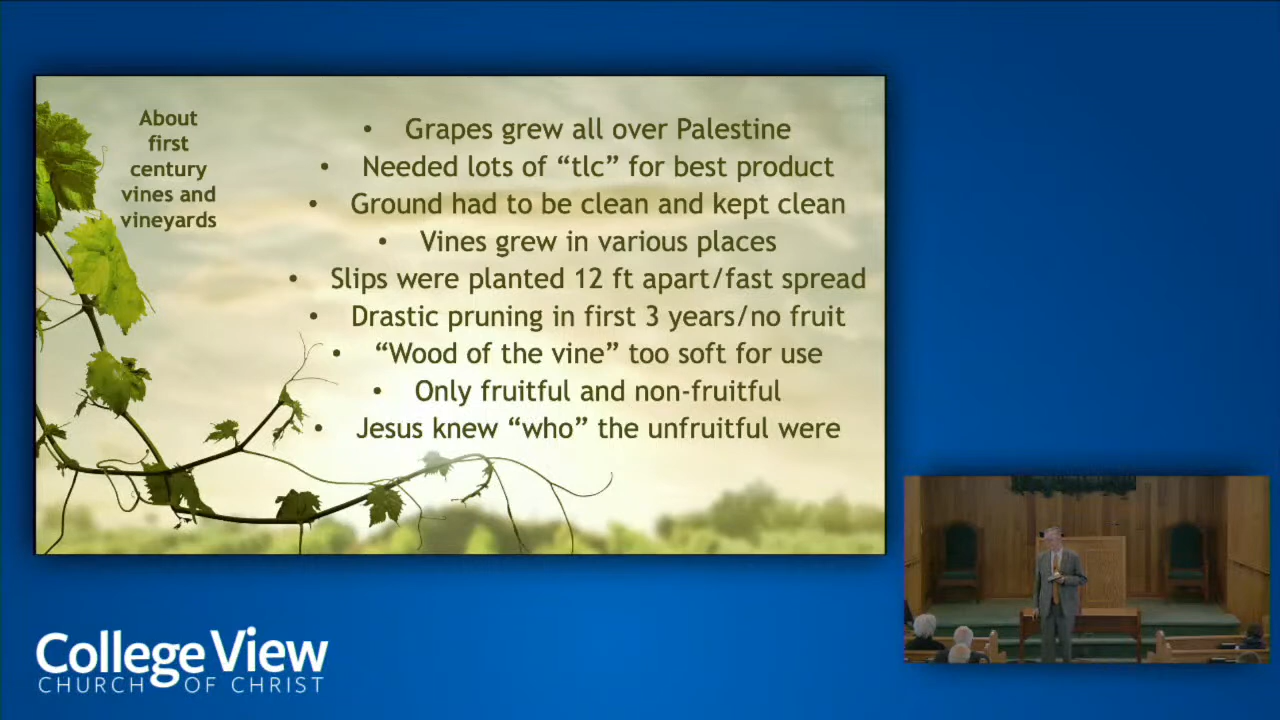 About
first
century
vines and
vineyards
• Grapes grew all over Palestine
• Needed lots of “tlc” for best product
• Ground had to be clean and kept clean
• Vines grew in various places
• Slips were planted 12 ft apart/fast spread
• Drastic pruning in first 3 years/no fruit
• “Wood of the vine” too soft for use
• Only fruitful and non-fruitful
• Jesus knew “who” the unfruitful were
College View
CHURCH OF CHRIST